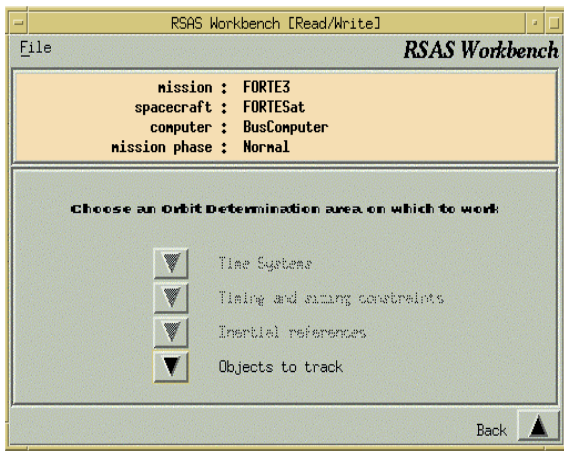 RSAS Workbench [Read/Write]
File
RSAS Workbench
mission : FORTE3
spacecraft : FORTESat
computer : BusComputer
mission phase : Normal
Choose an Orbit Determination area on which to work
Time Systems
Timing and sizing constraints
Inertial references
Objects to track
Back